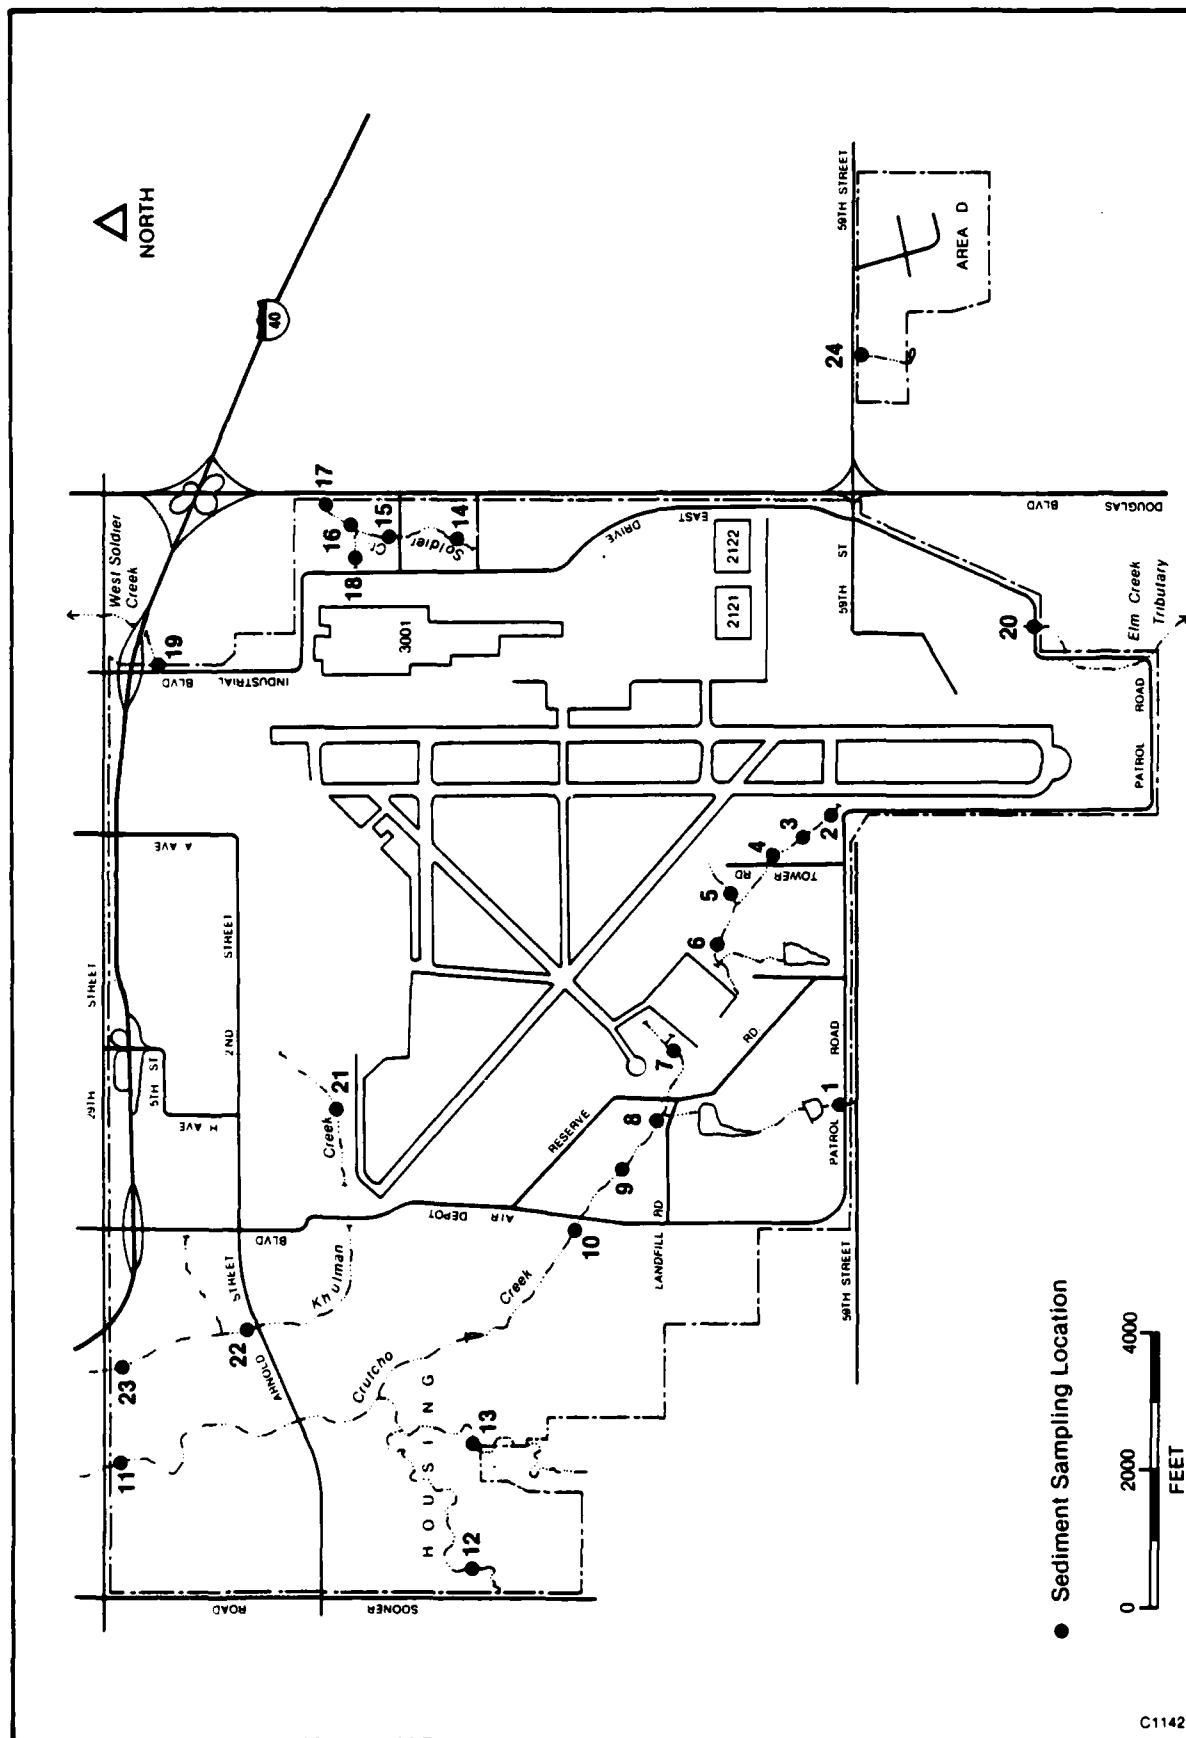 NORTH
40
West Soldier
Creek
29TH STREET
A AVE
INDUSTRIAL BLVD
19
17
16
15
18
14
Soldier Cr
3001
EAST DRIVE
2122
2121
DOUGLAS BLVD
59TH STREET
AREA D
24
59TH ST
20
Elm Creek
Tributary
PATROL ROAD
5TH ST
H AVE
2ND STREET
21
Creek
2
3
4
TOWER RD
5
6
7
RESERVE RD.
8
9
10
1
PATROL ROAD
LANDFILL RD
AIR DEPOT BLVD
59TH STREET
Khulman
Crutcho Creek
ARNOLD STREET
22
23
11
HOUSING
13
12
SOONER ROAD
● Sediment Sampling Location
0 2000 4000
FEET
C1142